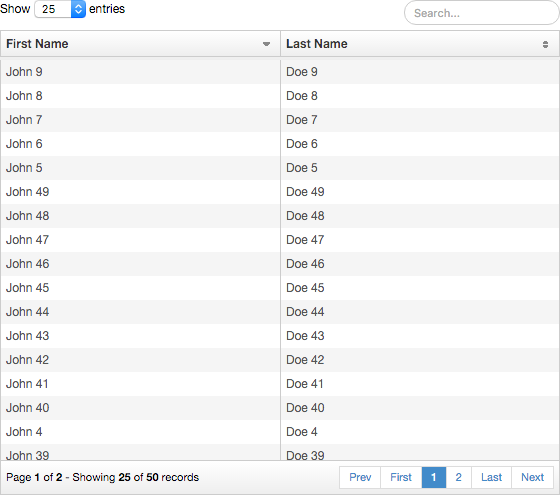 Show 25 entries Search...
First Name Last Name
John 9 Doe 9
John 8 Doe 8
John 7 Doe 7
John 6 Doe 6
John 5 Doe 5
John 49 Doe 49
John 48 Doe 48
John 47 Doe 47
John 46 Doe 46
John 45 Doe 45
John 44 Doe 44
John 43 Doe 43
John 42 Doe 42
John 41 Doe 41
John 40 Doe 40
John 4 Doe 4
John 39 Doe 39
Page 1 of 2 - Showing 25 of 50 records Prev First 1 2 Last Next